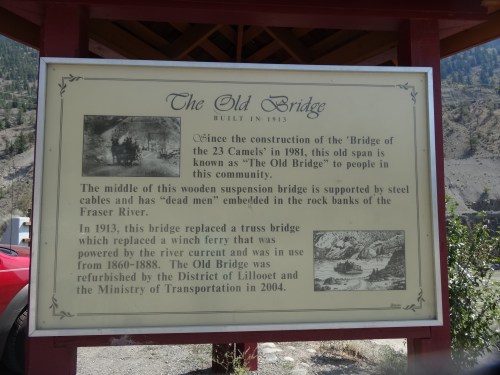 The Old Bridge
BUILT IN 1913
Since the construction of the 'Bridge of
the 23 Camels' in 1981, this old span is
known as "The Old Bridge" to people in
this community.
The middle of this wooden suspension bridge is supported by steel
cables and has "dead men" embedded in the rock banks of the
Fraser River.
In 1913, this bridge replaced a truss bridge
which replaced a winch ferry that was
powered by the river current and was in use
from 1860-1888. The Old Bridge was
refurbished by the District of Lillooet and
the Ministry of Transportation in 2004.